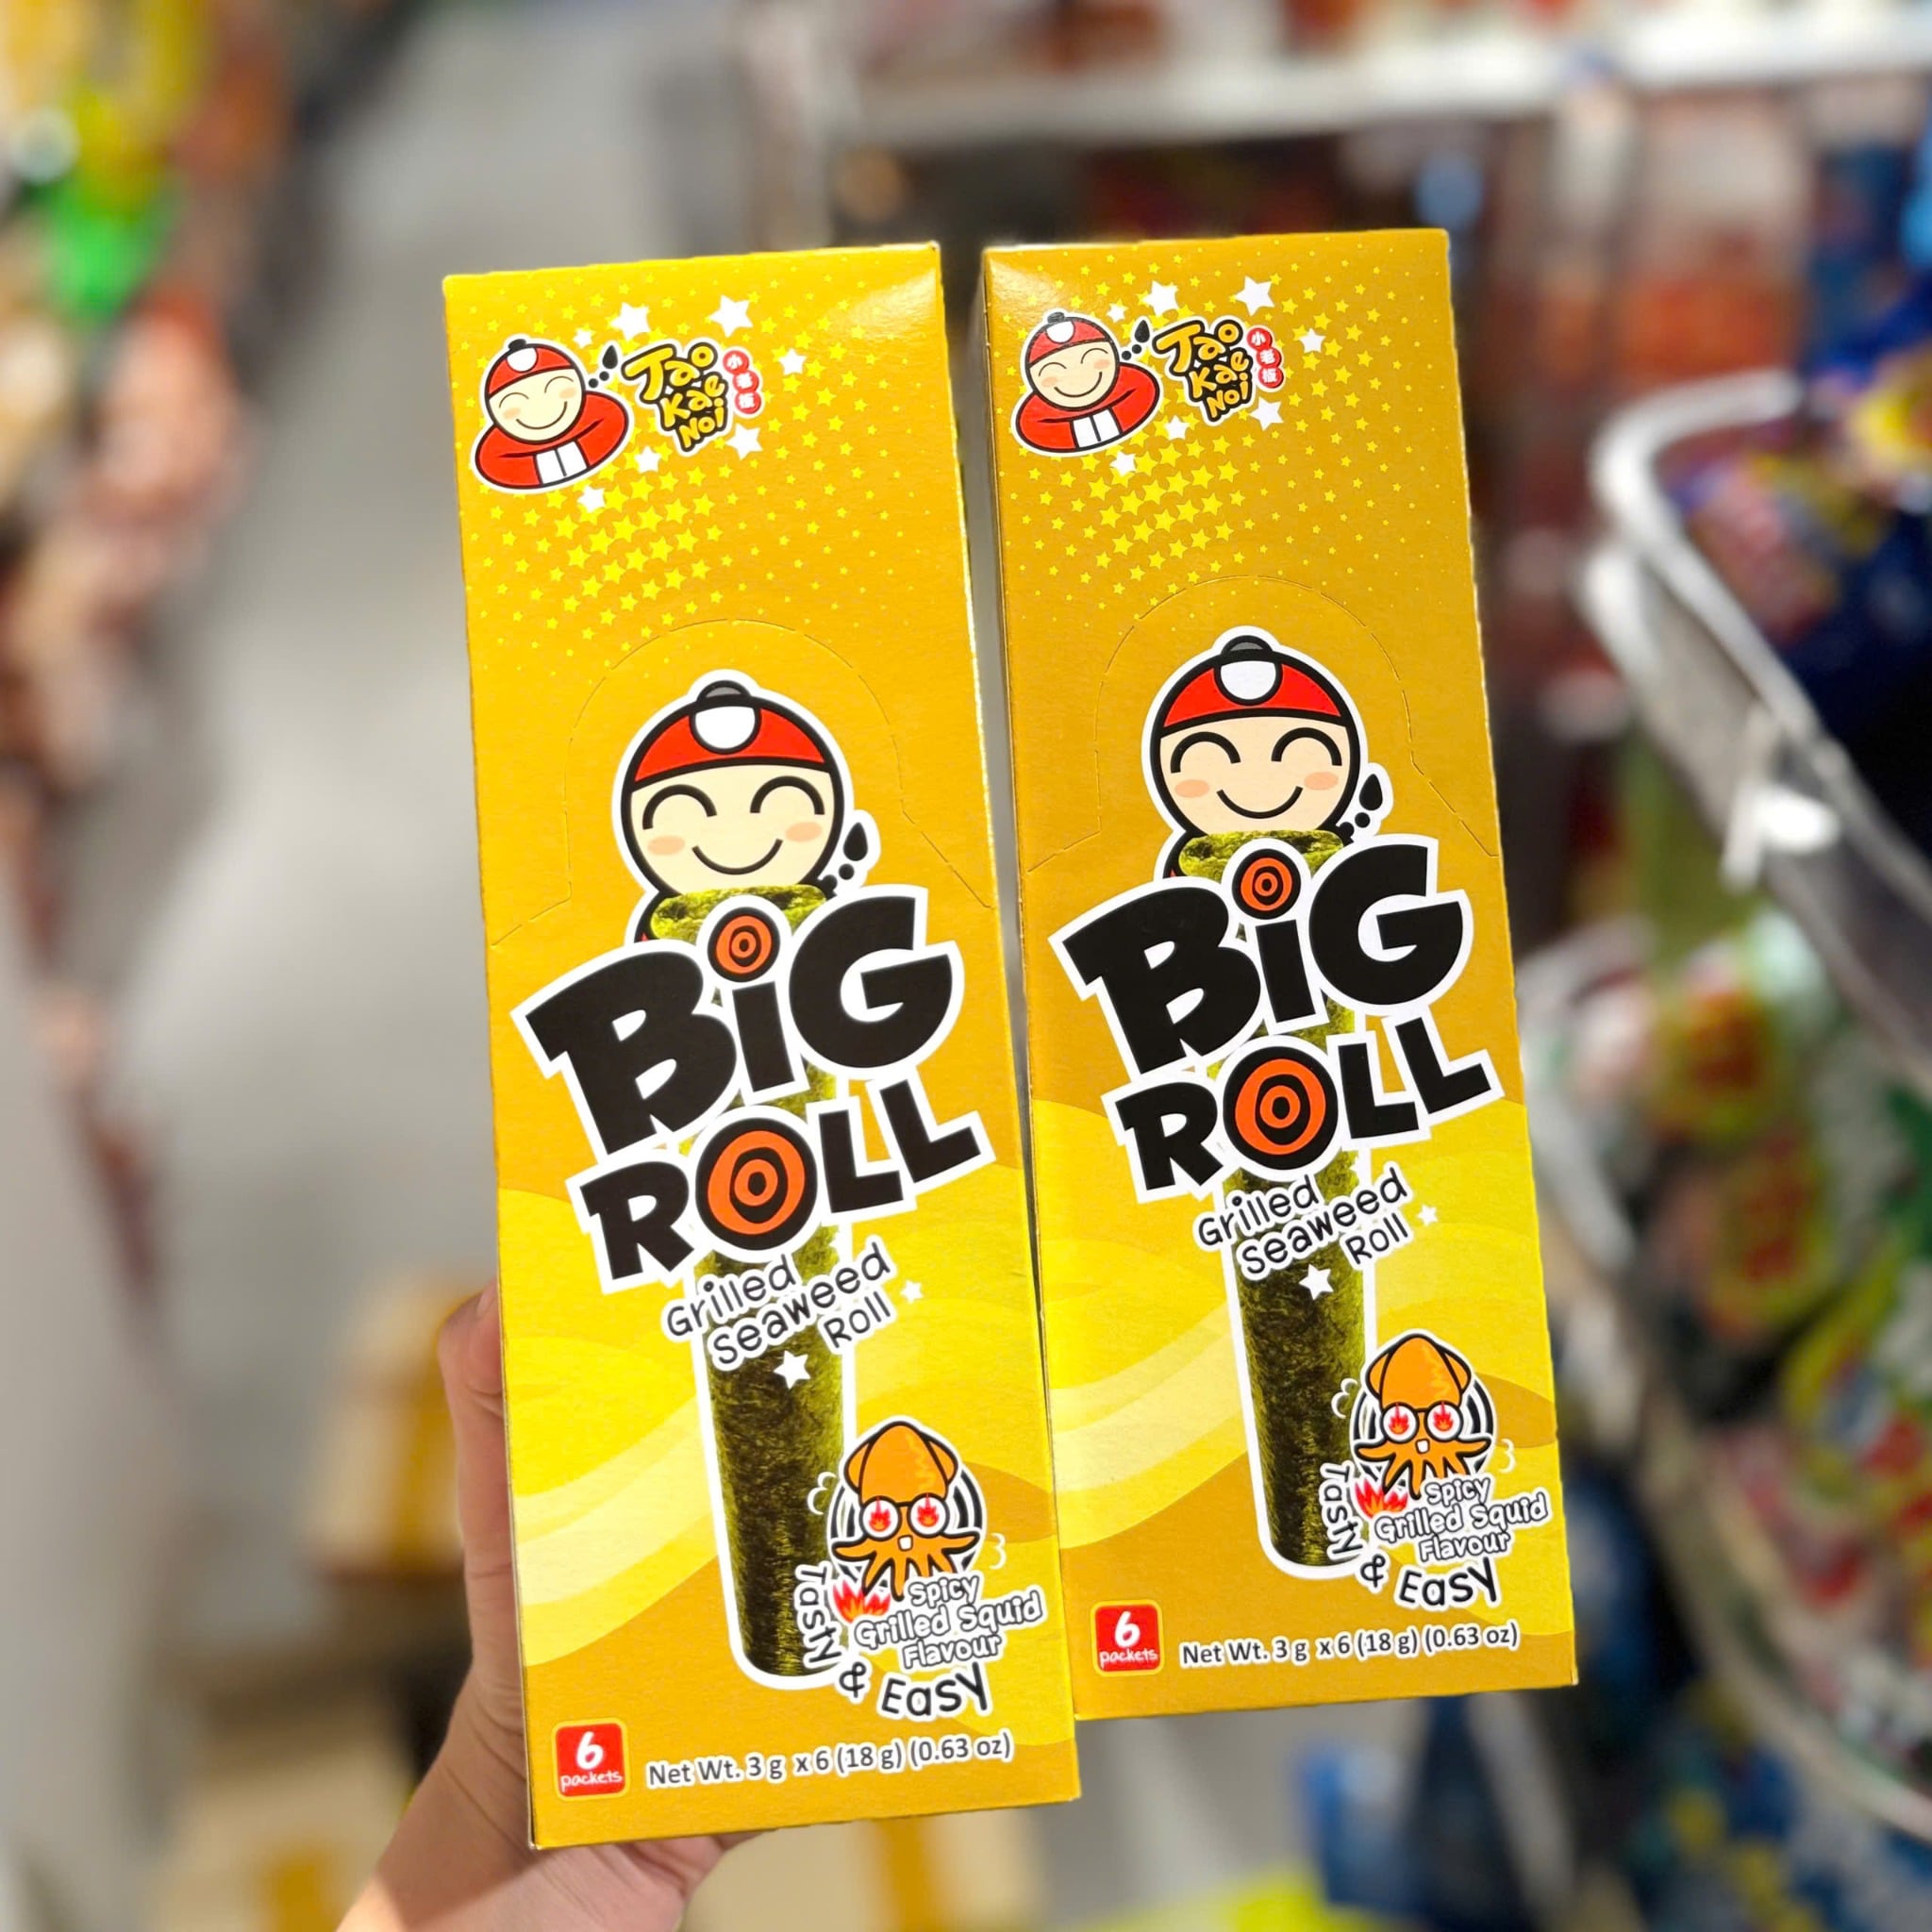 Tao
Kae
Noi
小老板
BiG
ROLL
Grilled
Seaweed
Roll
Spicy
Grilled Squid
Flavour
Tasty & Easy
6
packets
Net Wt. 3 g x 6 (18 g) (0.63 oz)
Tao
Kae
Noi
小老板
BiG
ROLL
Grilled
Seaweed
Roll
Spicy
Grilled Squid
Flavour
Tasty & Easy
6
packets
Net Wt. 3 g x 6 (18 g) (0.63 oz)